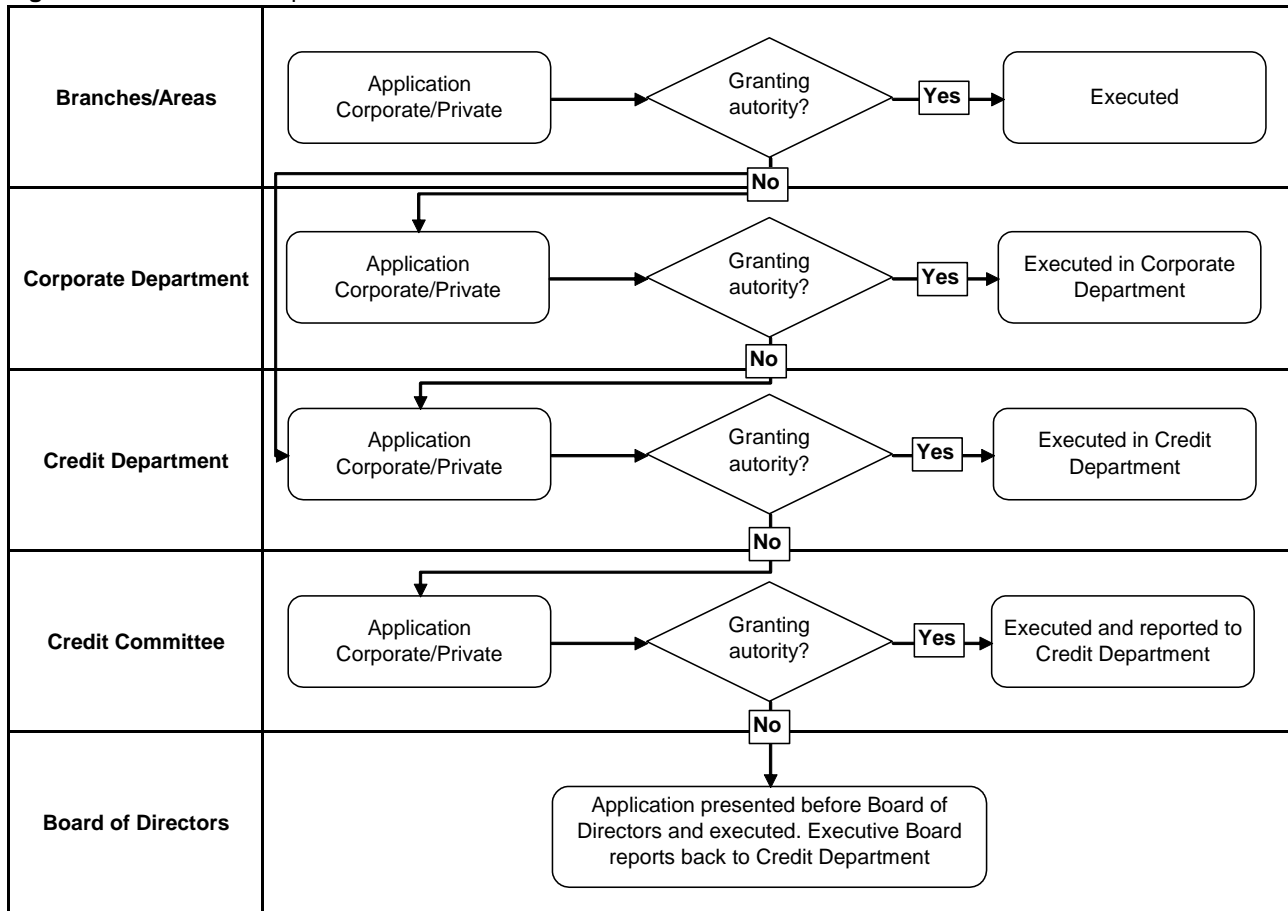 Branches/Areas
Application
Corporate/Private
Granting
autority?
Yes
Executed
No
Corporate Department
Application
Corporate/Private
Granting
autority?
Yes
Executed in Corporate
Department
No
Credit Department
Application
Corporate/Private
Granting
autority?
Yes
Executed in Credit
Department
No
Credit Committee
Application
Corporate/Private
Granting
autority?
Yes
Executed and reported to
Credit Department
No
Board of Directors
Application presented before Board of
Directors and executed. Executive Board
reports back to Credit Department